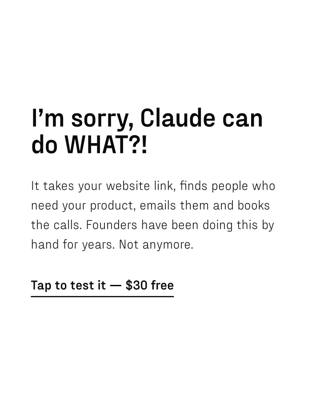 I’m sorry, Claude can
do WHAT?!
It takes your website link, finds people who
need your product, emails them and books
the calls. Founders have been doing this by
hand for years. Not anymore.
Tap to test it — $30 free